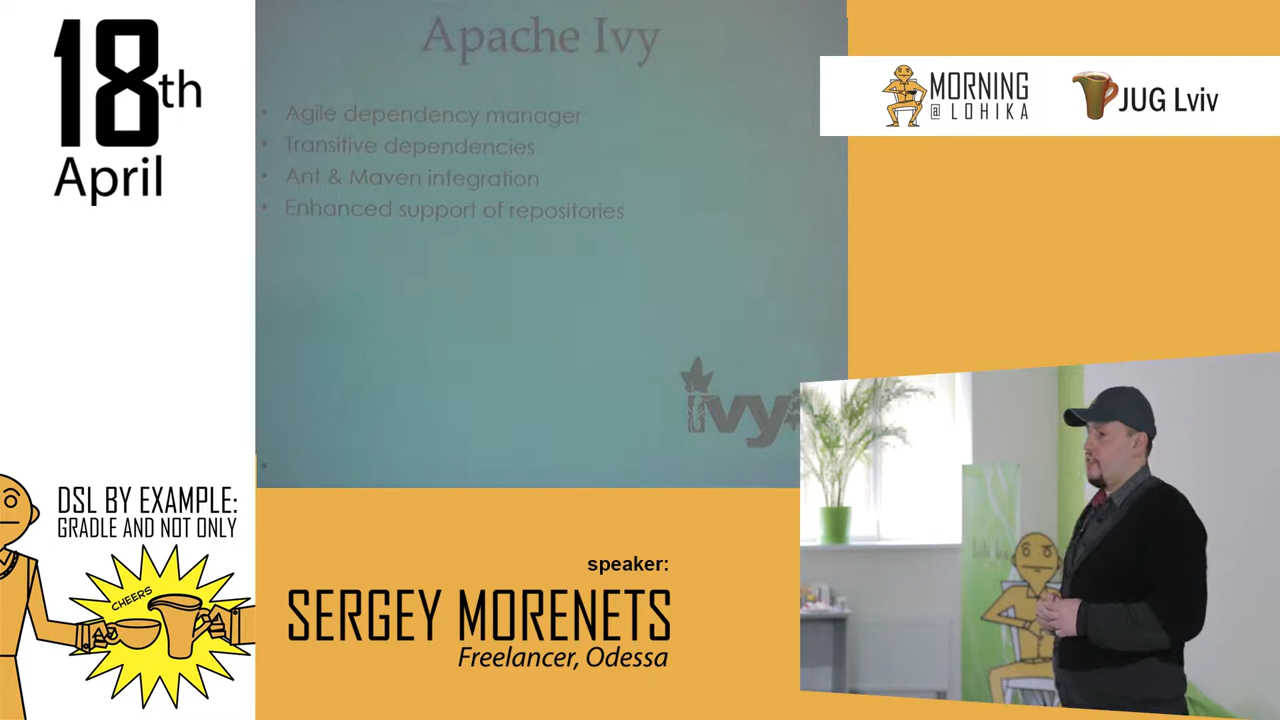 18th
April
Apache Ivy
• Agile dependency manager
• Transitive dependencies
• Ant & Maven integration
• Enhanced support of repositories
ivy
MORNING
@ LOHIKA
JUG Lviv
DSL BY EXAMPLE:
GRADLE AND NOT ONLY
CHEERS
speaker:
SERGEY MORENETS
Freelancer, Odessa